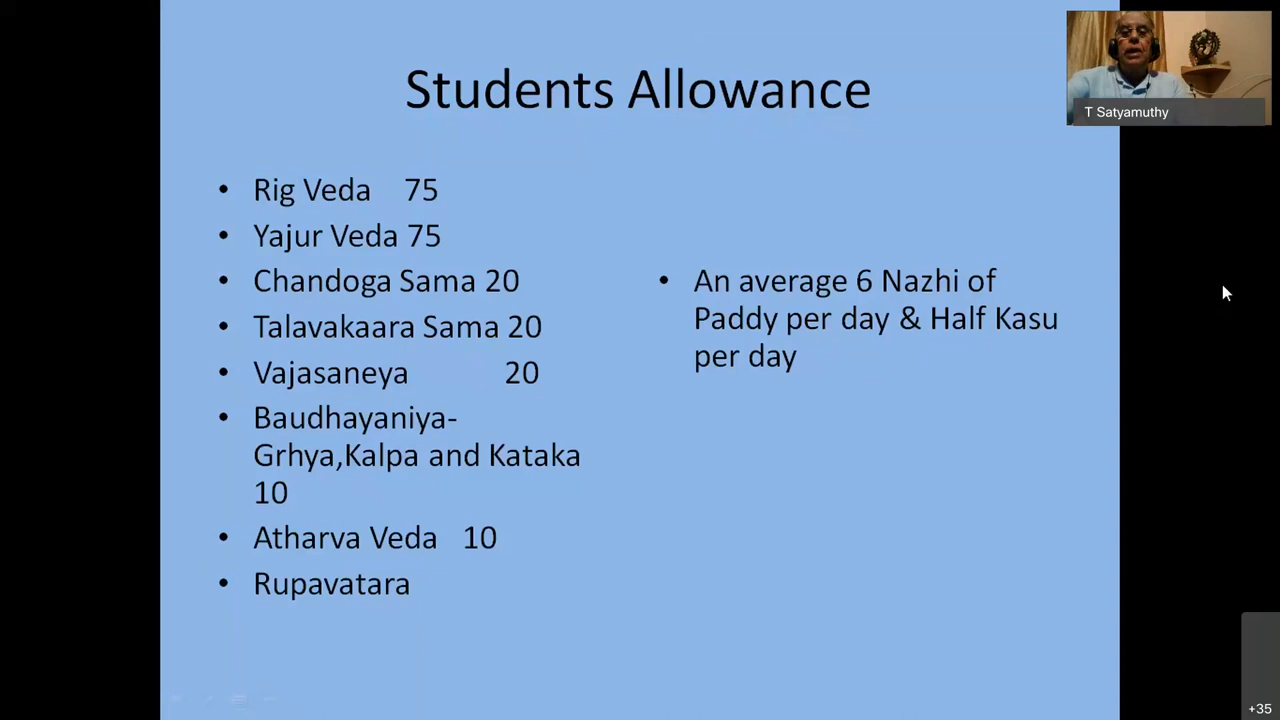 Students Allowance
T Satyamuthy
• Rig Veda 75
• Yajur Veda 75
• Chandoga Sama 20
• Talavakaara Sama 20
• Vajasaneya 20
• Baudhayaniya-
Grhya,Kalpa and Kataka
10
• Atharva Veda 10
• Rupavatara
• An average 6 Nazhi of
Paddy per day & Half Kasu
per day
+35